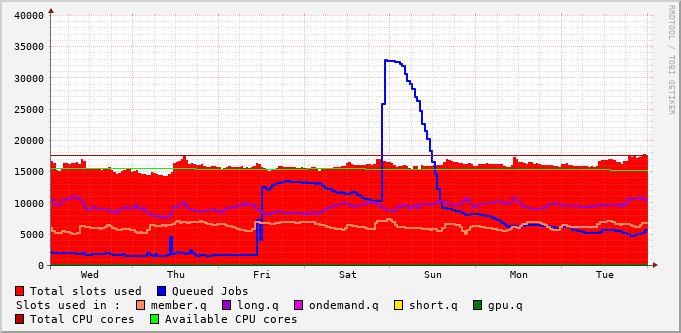 40000
35000
30000
25000
20000
15000
10000
5000
0
Wed Thu Fri Sat Sun Mon Tue
Total slots used Queued Jobs
Slots used in : member.q long.q ondemand.q short.q gpu.q
Total CPU cores Available CPU cores
RRDTOOL / TOBI OETIKER